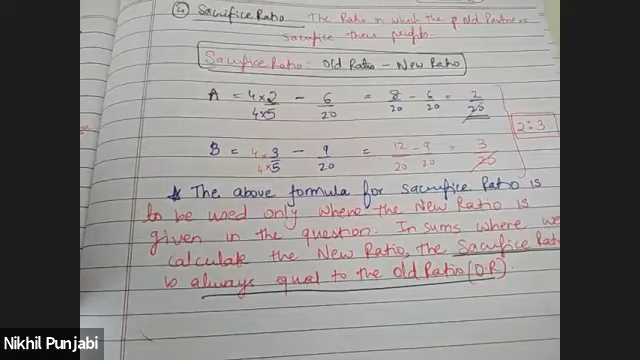 ④ Sacrifice Ratio The Ratio in which the old Partners
sacrifice their profits.
Sacrifice Ratio: Old Ratio - New Ratio
A = 4×2/4×5 - 6/20 = 8/20 - 6/20 = 2/20
2:3
B = 4×3/4×5 - 9/20 = 12/20 - 9/20 = 3/20
* The above formula for Sacrifice Ratio is
to be used only where the New Ratio is
given in the question. In sums where we
calculate the New Ratio, the Sacrifice Rati
is always equal to the old Ratio (O.R).
Nikhil Punjabi